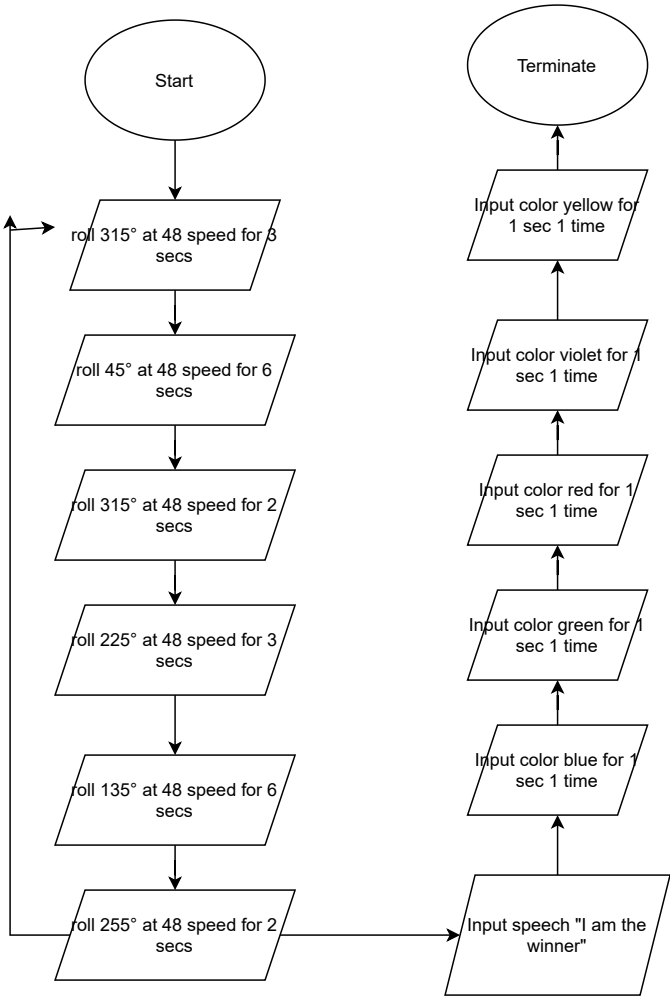 Start
roll 315° at 48 speed for 3
secs
roll 45° at 48 speed for 6
secs
roll 315° at 48 speed for 2
secs
roll 225° at 48 speed for 3
secs
roll 135° at 48 speed for 6
secs
roll 255° at 48 speed for 2
secs
Input speech "I am the
winner"
Input color blue for 1
sec 1 time
Input color green for 1
sec 1 time
Input color red for 1
sec 1 time
Input color violet for 1
sec 1 time
Input color yellow for
1 sec 1 time
Terminate